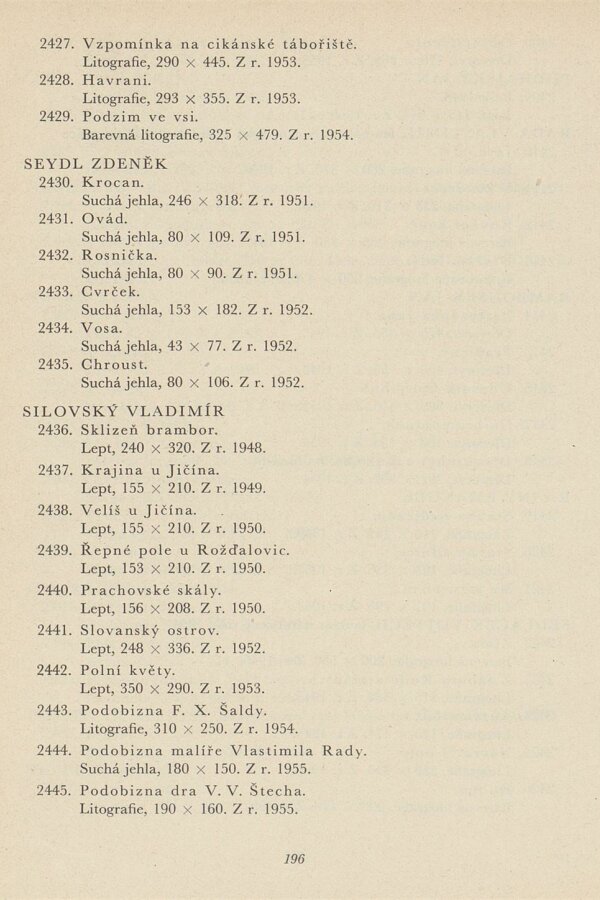 2427. Vzpomínka na cikánské tábořiště.
Litografie, 290 × 445. Z r. 1953.
2428. Havrani.
Litografie, 293 × 355. Z r. 1953.
2429. Podzim ve vsi.
Barevná litografie, 325 × 479. Z r. 1954.
SEYDL ZDENĚK
2430. Krocan.
Suchá jehla, 246 × 318. Z r. 1951.
2431. Ovád.
Suchá jehla, 80 × 109. Z r. 1951.
2432. Rosnička.
Suchá jehla, 80 × 90. Z r. 1951.
2433. Cvrček.
Suchá jehla, 153 × 182. Z r. 1952.
2434. Vosa.
Suchá jehla, 43 × 77. Z r. 1952.
2435. Chroust.
Suchá jehla, 80 × 106. Z r. 1952.
SILOVSKÝ VLADIMÍR
2436. Sklizeň brambor.
Lept, 240 × 320. Z r. 1948.
2437. Krajina u Jičína.
Lept, 155 × 210. Z r. 1949.
2438. Velíš u Jičína.
Lept, 155 × 210. Z r. 1950.
2439. Řepné pole u Rožďalovic.
Lept, 153 × 210. Z r. 1950.
2440. Prachovské skály.
Lept, 156 × 208. Z r. 1950.
2441. Slovanský ostrov.
Lept, 248 × 336. Z r. 1952.
2442. Polní květy.
Lept, 350 × 290. Z r. 1953.
2443. Podobizna F. X. Šaldy.
Litografie, 310 × 250. Z r. 1954.
2444. Podobizna malíře Vlastimila Rady.
Suchá jehla, 180 × 150. Z r. 1955.
2445. Podobizna dra V. V. Štecha.
Litografie, 190 × 160. Z r. 1955.
196